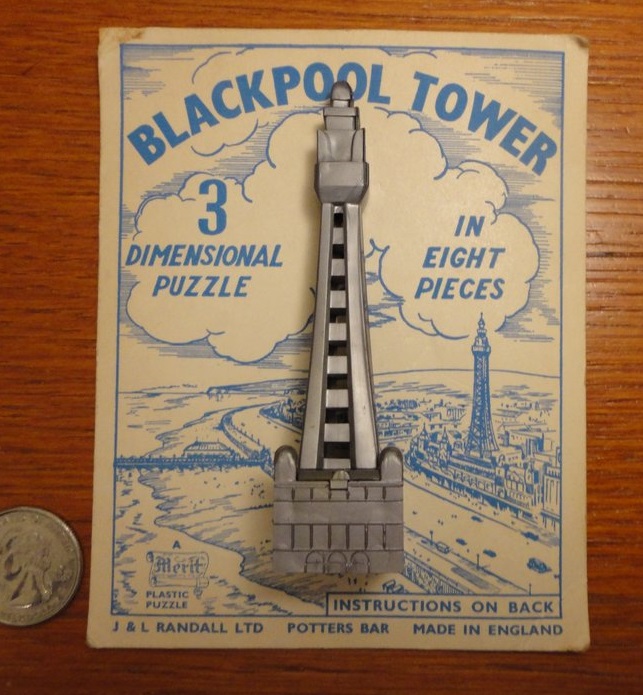 BLACKPOOL TOWER
3
DIMENSIONAL
PUZZLE
IN
EIGHT
PIECES
A
Merit
PLASTIC
PUZZLE
INSTRUCTIONS ON BACK
J & L RANDALL LTD POTTERS BAR MADE IN ENGLAND